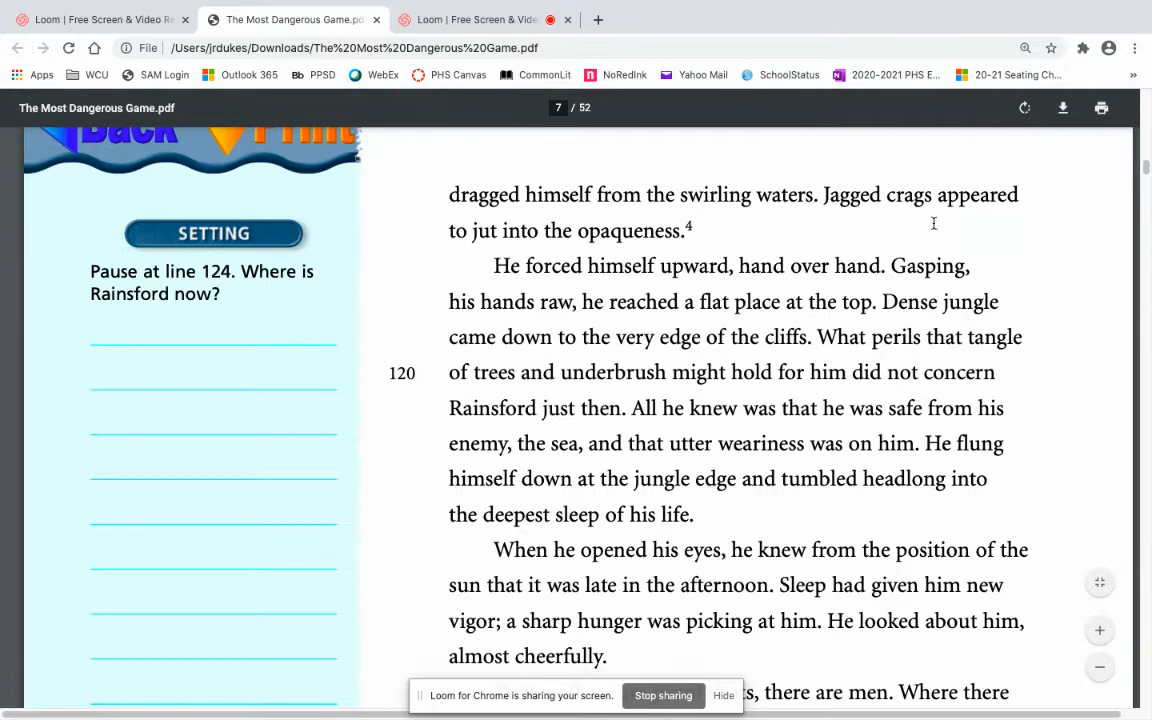 Loom | Free Screen & Video Re
The Most Dangerous Game.pd
Loom | Free Screen & Vide
File /Users/jrdukes/Downloads/The%20Most%20Dangerous%20Game.pdf
Apps WCU SAM Login Outlook 365 Bb PPSD WebEx PHS Canvas CommonLit NoRedInk Yahoo Mail SchoolStatus 2020-2021 PHS E... 20-21 Seating Ch... »
The Most Dangerous Game.pdf
7 / 52
Back Print
SETTING
Pause at line 124. Where is
Rainsford now?
dragged himself from the swirling waters. Jagged crags appeared
to jut into the opaqueness.4
He forced himself upward, hand over hand. Gasping,
his hands raw, he reached a flat place at the top. Dense jungle
came down to the very edge of the cliffs. What perils that tangle
120 of trees and underbrush might hold for him did not concern
Rainsford just then. All he knew was that he was safe from his
enemy, the sea, and that utter weariness was on him. He flung
himself down at the jungle edge and tumbled headlong into
the deepest sleep of his life.
When he opened his eyes, he knew from the position of the
sun that it was late in the afternoon. Sleep had given him new
vigor; a sharp hunger was picking at him. He looked about him,
almost cheerfully.
ts, there are men. Where there
Loom for Chrome is sharing your screen. Stop sharing Hide